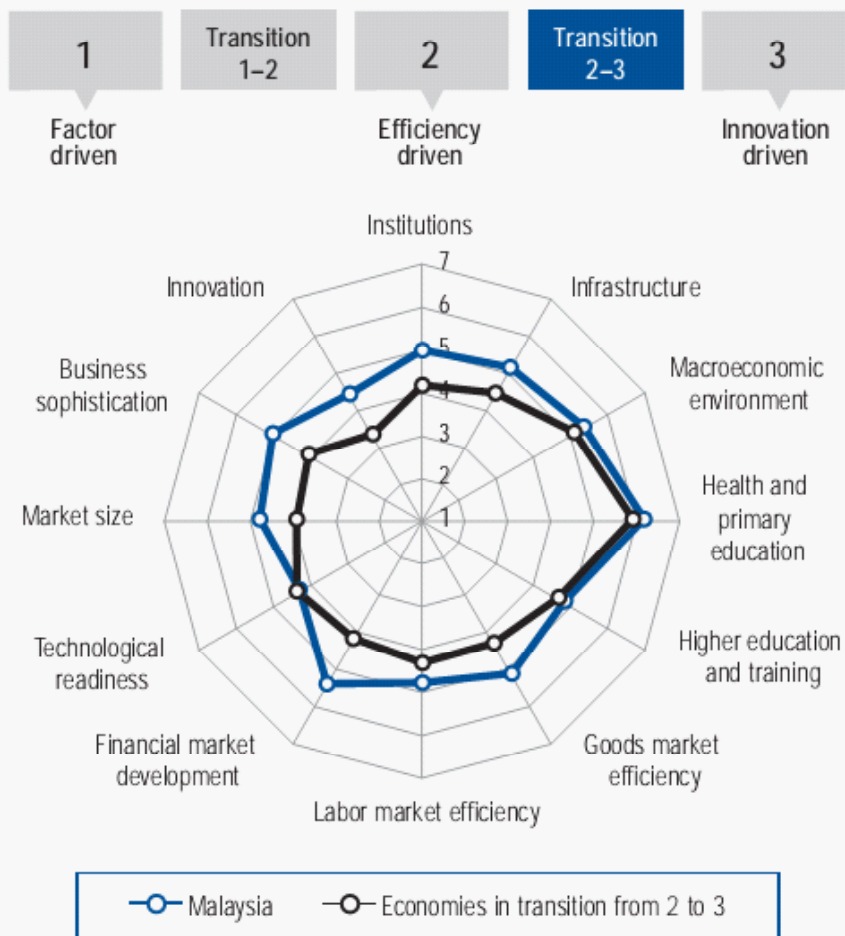 1
Transition
1–2
2
Transition
2–3
3
Factor
driven
Efficiency
driven
Innovation
driven
Institutions
7
Innovation
Infrastructure
6
5
Business
sophistication
Macroeconomic
environment
4
3
2
Market size
1
Health and
primary
education
Technological
readiness
Higher education
and training
Financial market
development
Goods market
efficiency
Labor market efficiency
Malaysia
Economies in transition from 2 to 3